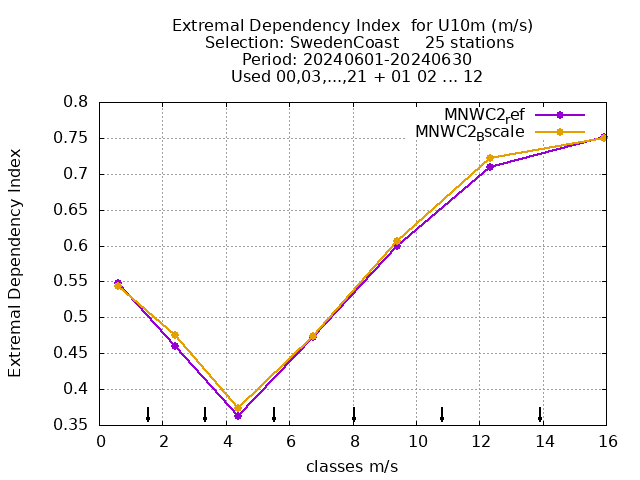 Extremal Dependency Index  for U10m (m/s)
Selection: SwedenCoast     25 stations
Period: 20240601-20240630
Used 00,03,...,21 + 01 02 ... 12
MNWC2_ref
MNWC2_Bscale
Extremal Dependency Index
0.8
0.75
0.7
0.65
0.6
0.55
0.5
0.45
0.4
0.35
0 2 4 6 8 10 12 14 16
classes m/s